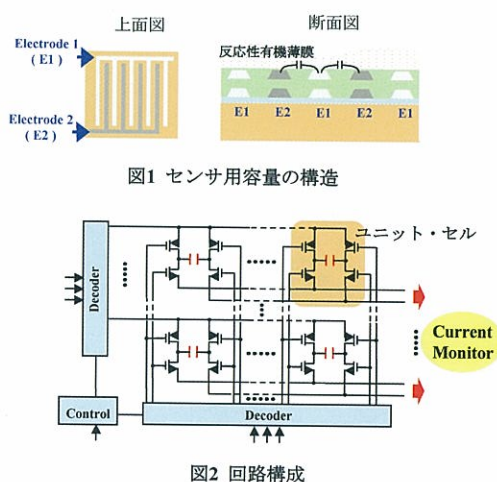 上面図
断面図
Electrode 1
( E1 )
Electrode 2
( E2 )
反応性有機薄膜
E1
E2
E1
E2
E1
図1 センサ用容量の構造
ユニット・セル
Decoder
Current
Monitor
Control
Decoder
図2 回路構成